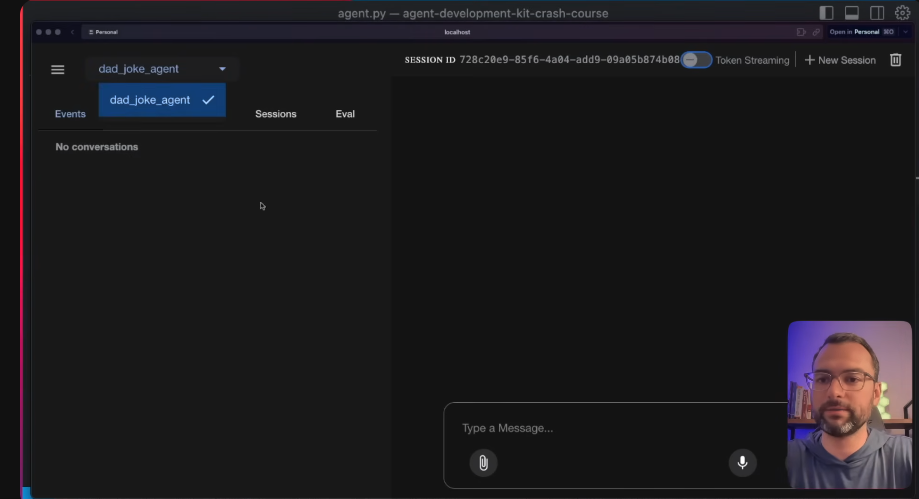 agent.py — agent-development-kit-crash-course
Personal
localhost
Open in Personal ⌘O
dad_joke_agent
SESSION ID 728c20e9-85f6-4a04-add9-09a05b874b08
Token Streaming
+ New Session
dad_joke_agent
Events
Sessions
Eval
No conversations
Type a Message...